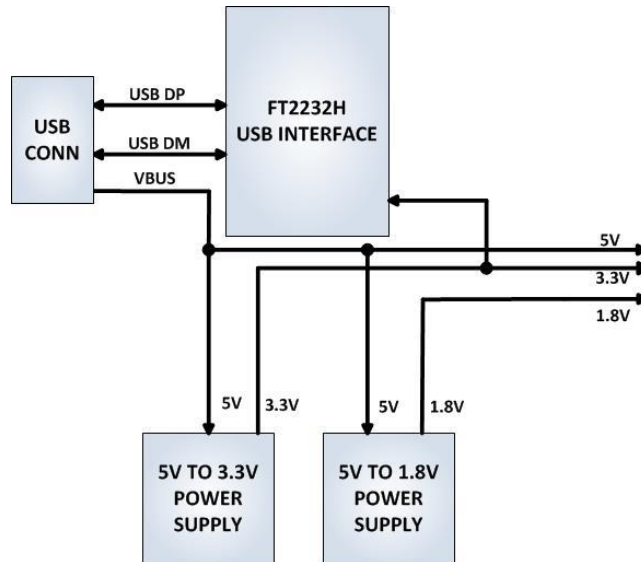 USB
CONN
USB DP
USB DM
VBUS
FT2232H
USB INTERFACE
5V
3.3V
1.8V
5V
3.3V
5V
1.8V
5V TO 3.3V
POWER
SUPPLY
5V TO 1.8V
POWER
SUPPLY